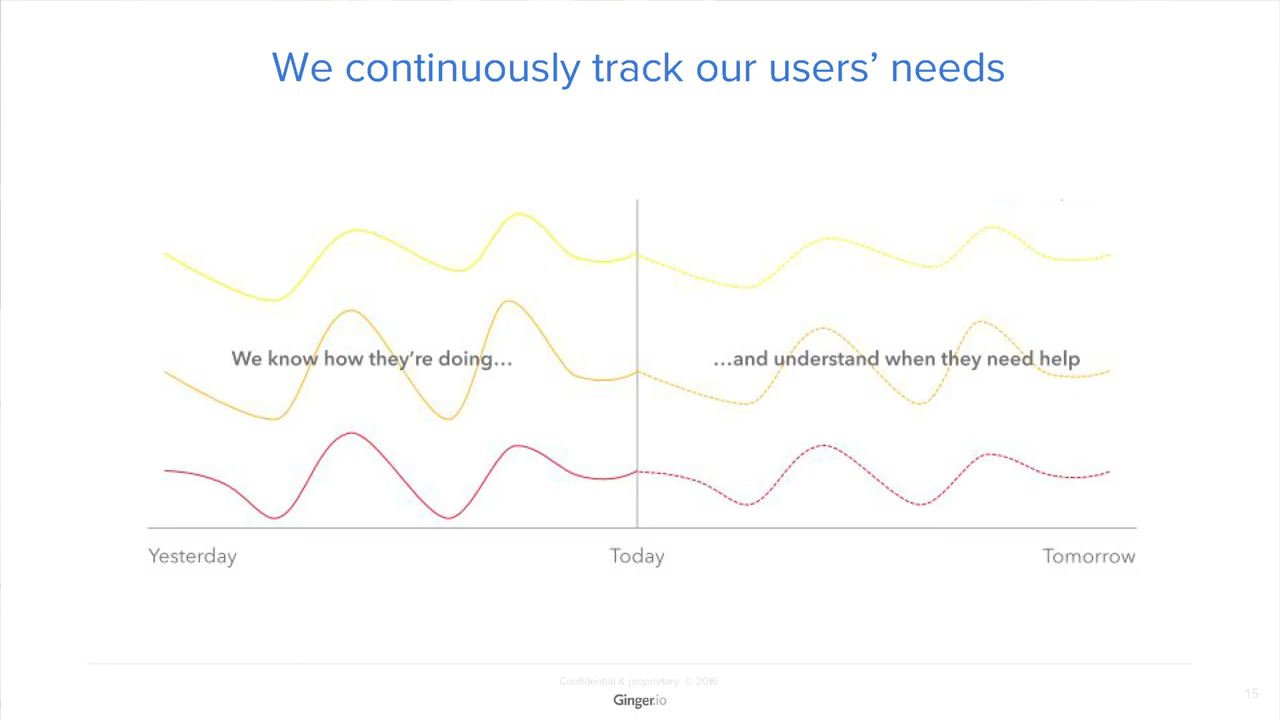 We continuously track our users’ needs
We know how they’re doing...
...and understand when they need help
Yesterday
Today
Tomorrow
Confidential & proprietary. © 2016
Ginger.io
15